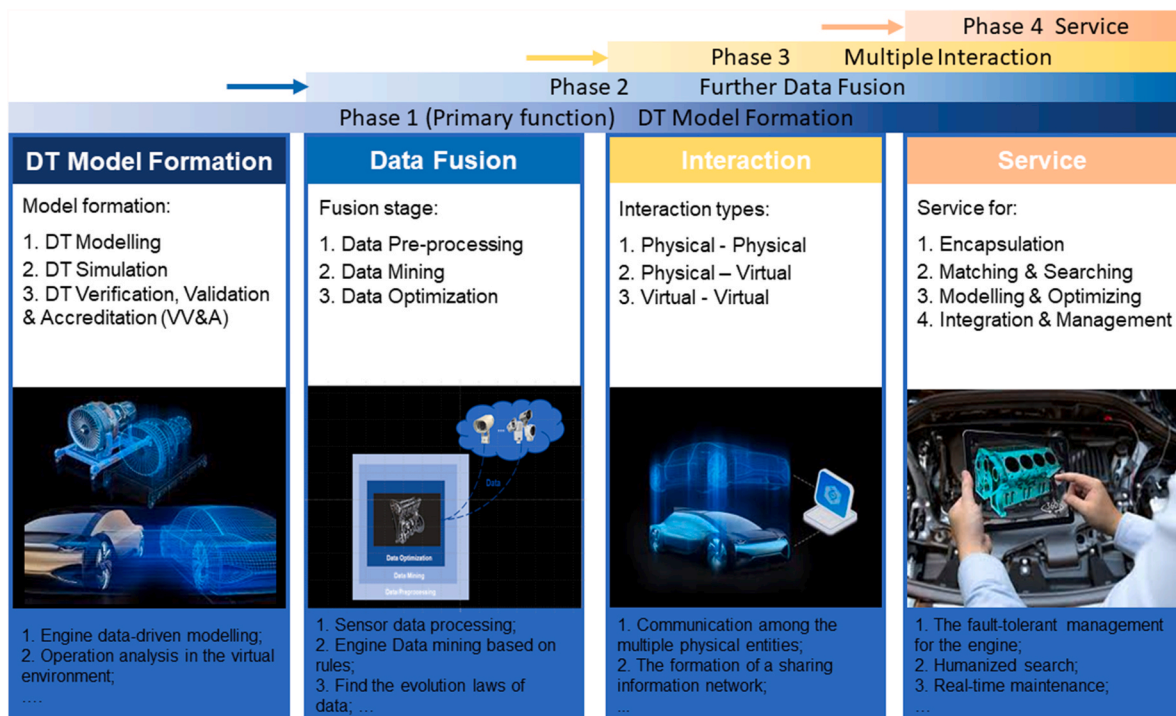 Phase 4 Service
Phase 3 Multiple Interaction
Phase 2 Further Data Fusion
Phase 1 (Primary function) DT Model Formation
DT Model Formation
Model formation:
1. DT Modelling
2. DT Simulation
3. DT Verification, Validation
& Accreditation (VV&A)
1. Engine data-driven modelling;
2. Operation analysis in the virtual
environment;
....
Data Fusion
Fusion stage:
1. Data Pre-processing
2. Data Mining
3. Data Optimization
...
Data
Data Optimization
Data Mining
Data Preprocessing
1. Sensor data processing;
2. Engine Data mining based on
rules;
3. Find the evolution laws of
data; …
Interaction
Interaction types:
1. Physical - Physical
2. Physical – Virtual
3. Virtual - Virtual
1. Communication among the
multiple physical entities;
2. The formation of a sharing
information network;
...
Service
Service for:
1. Encapsulation
2. Matching & Searching
3. Modelling & Optimizing
4. Integration & Management
1. The fault-tolerant management
for the engine;
2. Humanized search;
3. Real-time maintenance;
…